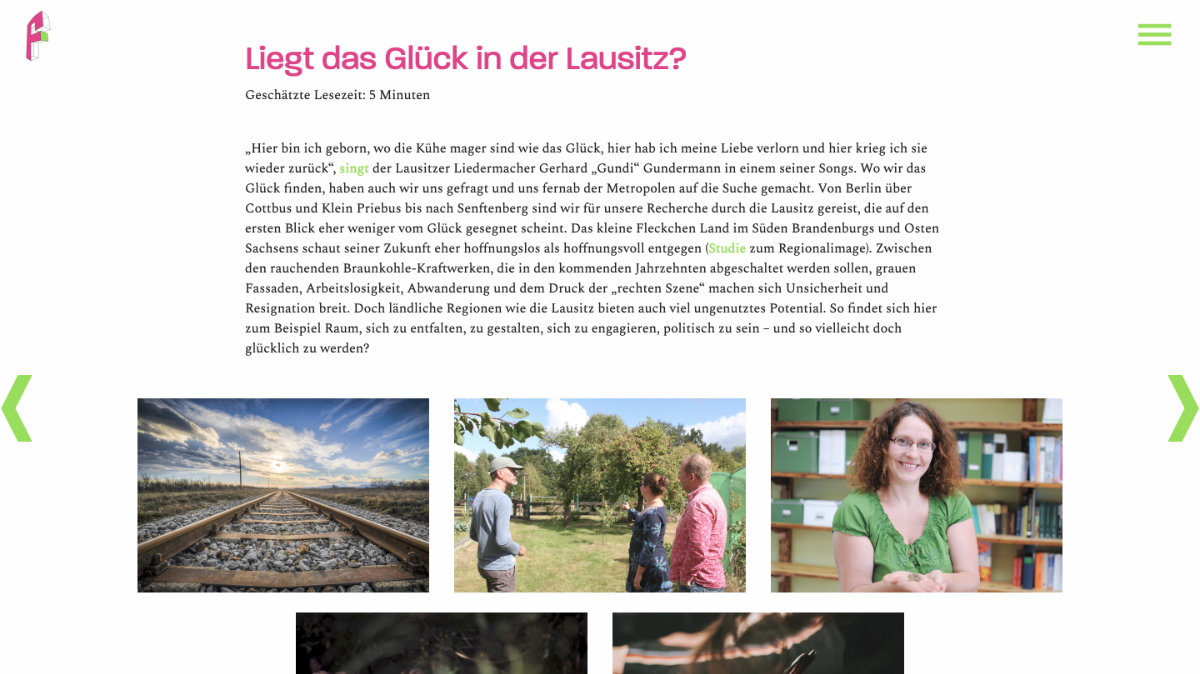 Liegt das Glück in der Lausitz?
Geschätzte Lesezeit: 5 Minuten
„Hier bin ich geborn, wo die Kühe mager sind wie das Glück, hier hab ich meine Liebe verlorn und hier krieg ich sie
wieder zurück“, singt der Lausitzer Liedermacher Gerhard „Gundi“ Gundermann in einem seiner Songs. Wo wir das
Glück finden, haben auch wir uns gefragt und uns fernab der Metropolen auf die Suche gemacht. Von Berlin über
Cottbus und Klein Priebus bis nach Senftenberg sind wir für unsere Recherche durch die Lausitz gereist, die auf den
ersten Blick eher weniger vom Glück gesegnet scheint. Das kleine Fleckchen Land im Süden Brandenburgs und Osten
Sachsens schaut seiner Zukunft eher hoffnungslos als hoffnungsvoll entgegen (Studie zum Regionalimage). Zwischen
den rauchenden Braunkohle-Kraftwerken, die in den kommenden Jahrzehnten abgeschaltet werden sollen, grauen
Fassaden, Arbeitslosigkeit, Abwanderung und dem Druck der „rechten Szene“ machen sich Unsicherheit und
Resignation breit. Doch ländliche Regionen wie die Lausitz bieten auch viel ungenutztes Potential. So findet sich hier
zum Beispiel Raum, sich zu entfalten, zu gestalten, sich zu engagieren, politisch zu sein – und so vielleicht doch
glücklich zu werden?